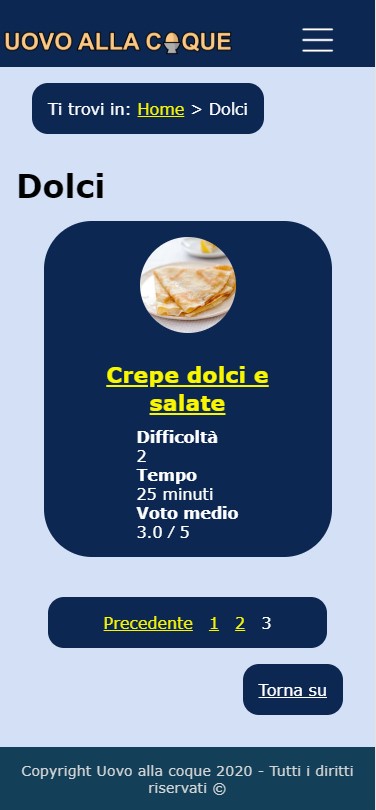 UOVO ALLA COQUE
Ti trovi in: Home > Dolci
Dolci
Crepe dolci e
salate
Difficoltà
2
Tempo
25 minuti
Voto medio
3.0 / 5
Precedente 1 2 3
Torna su
Copyright Uovo alla coque 2020 - Tutti i diritti
riservati ©